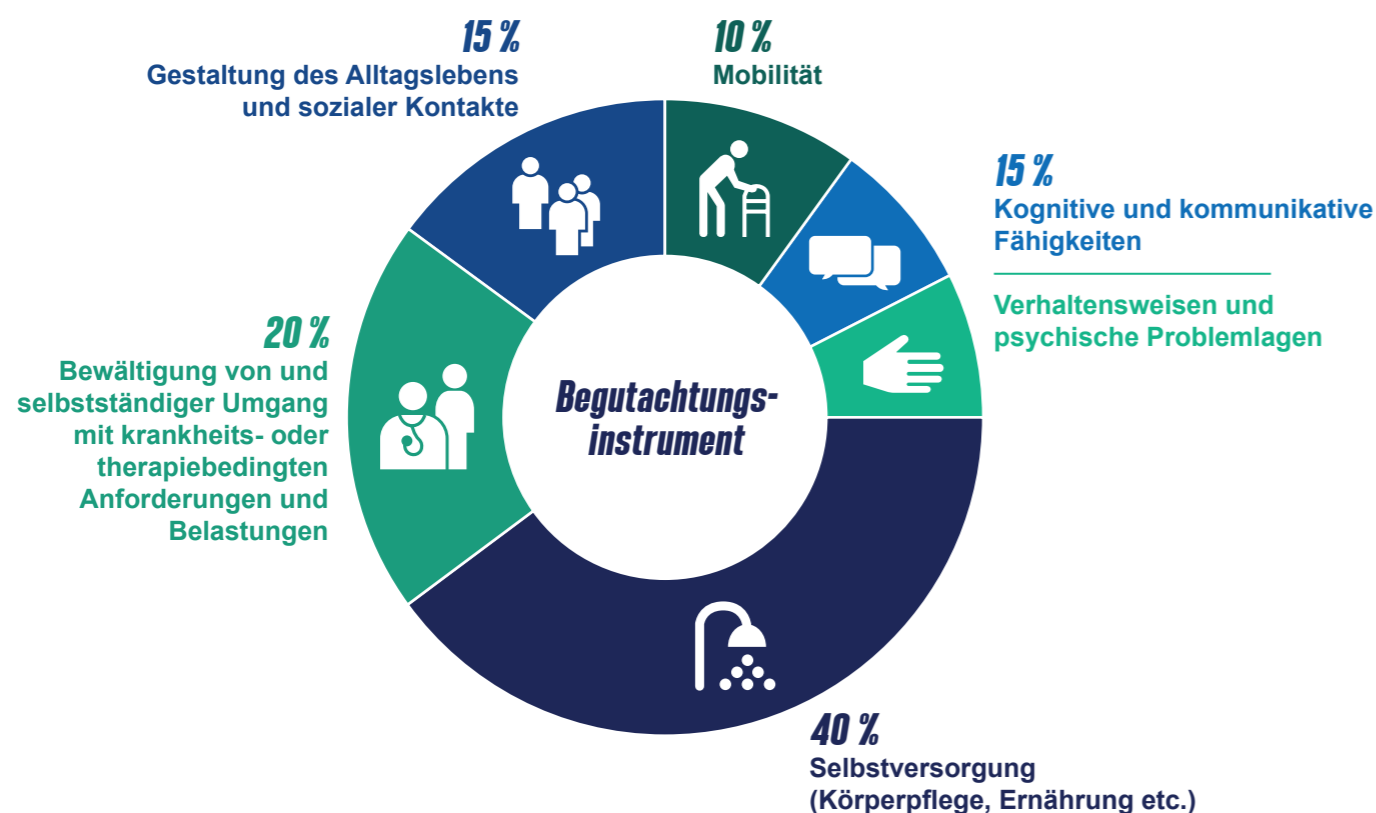 15 %
Gestaltung des Alltagslebens
und sozialer Kontakte
10 %
Mobilität
15 %
Kognitive und kommunikative
Fähigkeiten
Verhaltensweisen und
psychische Problemlagen
20 %
Bewältigung von und
selbstständiger Umgang
mit krankheits- oder
therapiebedingten
Anforderungen und
Belastungen
Begutachtungs-
instrument
40 %
Selbstversorgung
(Körperpflege, Ernährung etc.)